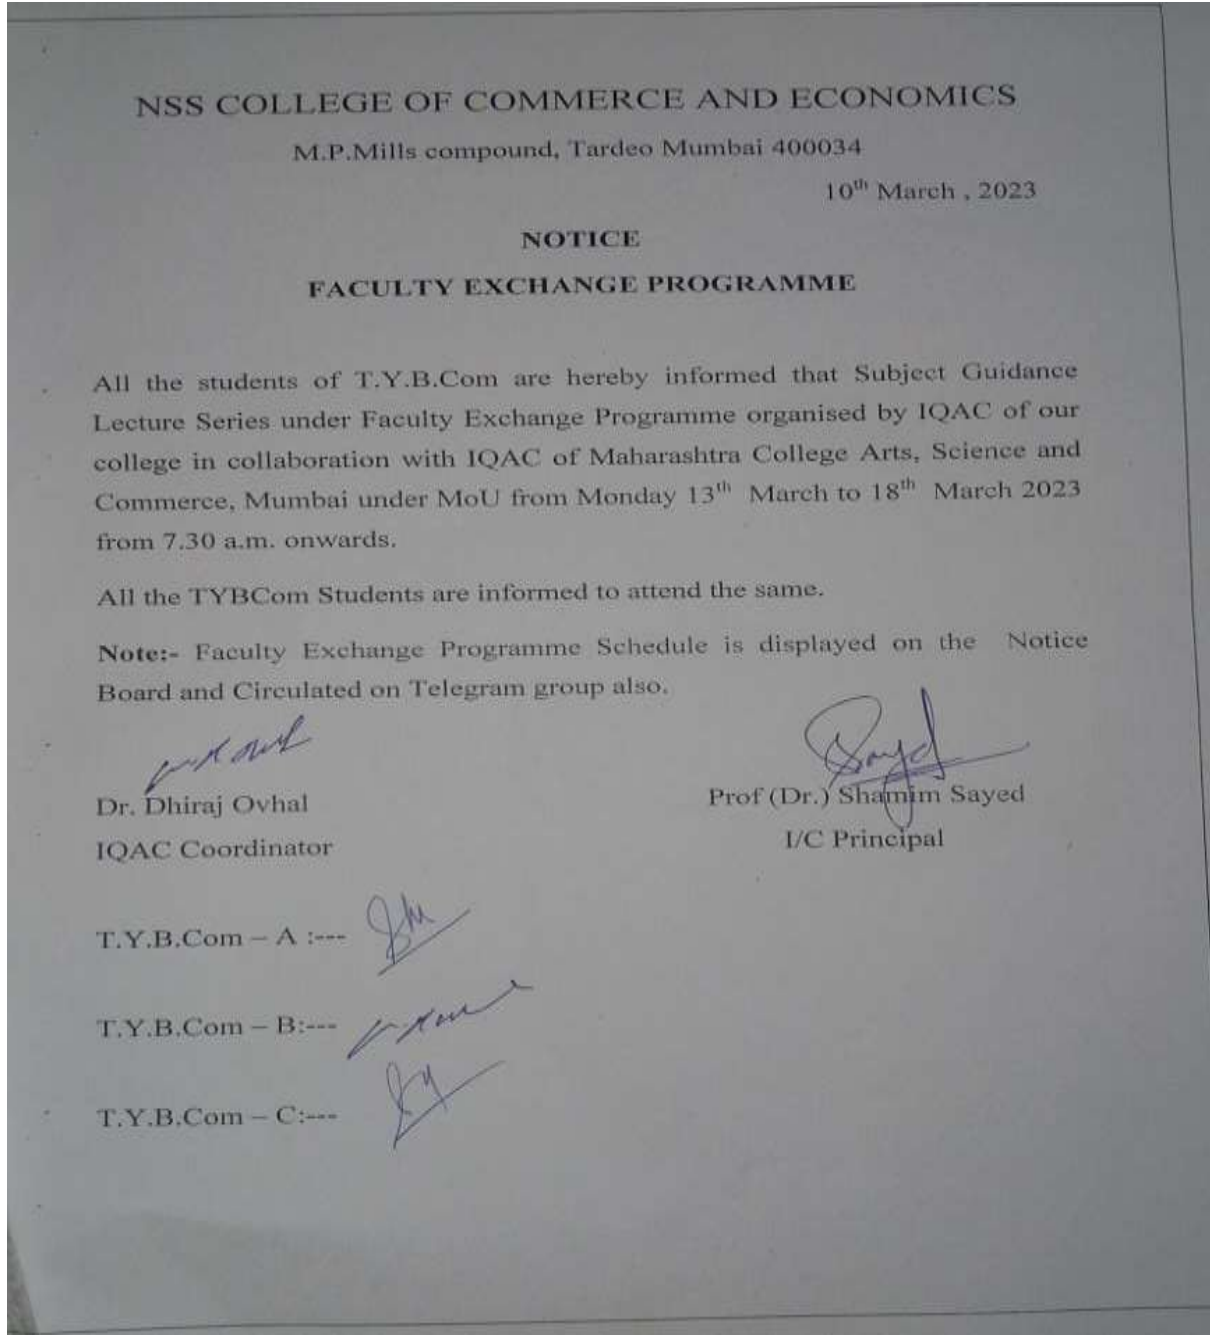 NSS COLLEGE OF COMMERCE AND ECONOMICS
M.P.Mills compound, Tardeo Mumbai 400034
10th March , 2023
NOTICE
FACULTY EXCHANGE PROGRAMME
All the students of T.Y.B.Com are hereby informed that Subject Guidance
Lecture Series under Faculty Exchange Programme organised by IQAC of our
college in collaboration with IQAC of Maharashtra College Arts, Science and
Commerce, Mumbai under MoU from Monday 13th March to 18th March 2023
from 7.30 a.m. onwards.
All the TYBCom Students are informed to attend the same.
Note:- Faculty Exchange Programme Schedule is displayed on the Notice
Board and Circulated on Telegram group also.
Dr. Dhiraj Ovhal
Prof (Dr.) Shamim Sayed
IQAC Coordinator
I/C Principal
T.Y.B.Com – A :---
T.Y.B.Com – B:---
T.Y.B.Com – C:---